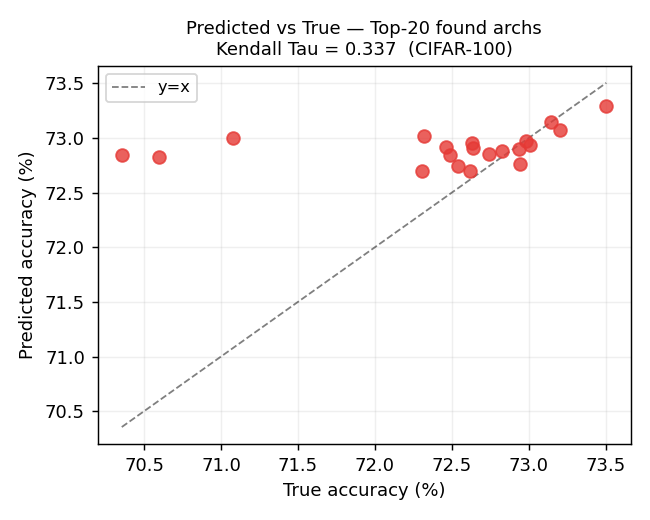 Predicted vs True — Top-20 found archs
Kendall Tau = 0.337  (CIFAR-100)
y=x
73.5
73.0
72.5
72.0
71.5
71.0
70.5
Predicted accuracy (%)
70.5 71.0 71.5 72.0 72.5 73.0 73.5
True accuracy (%)